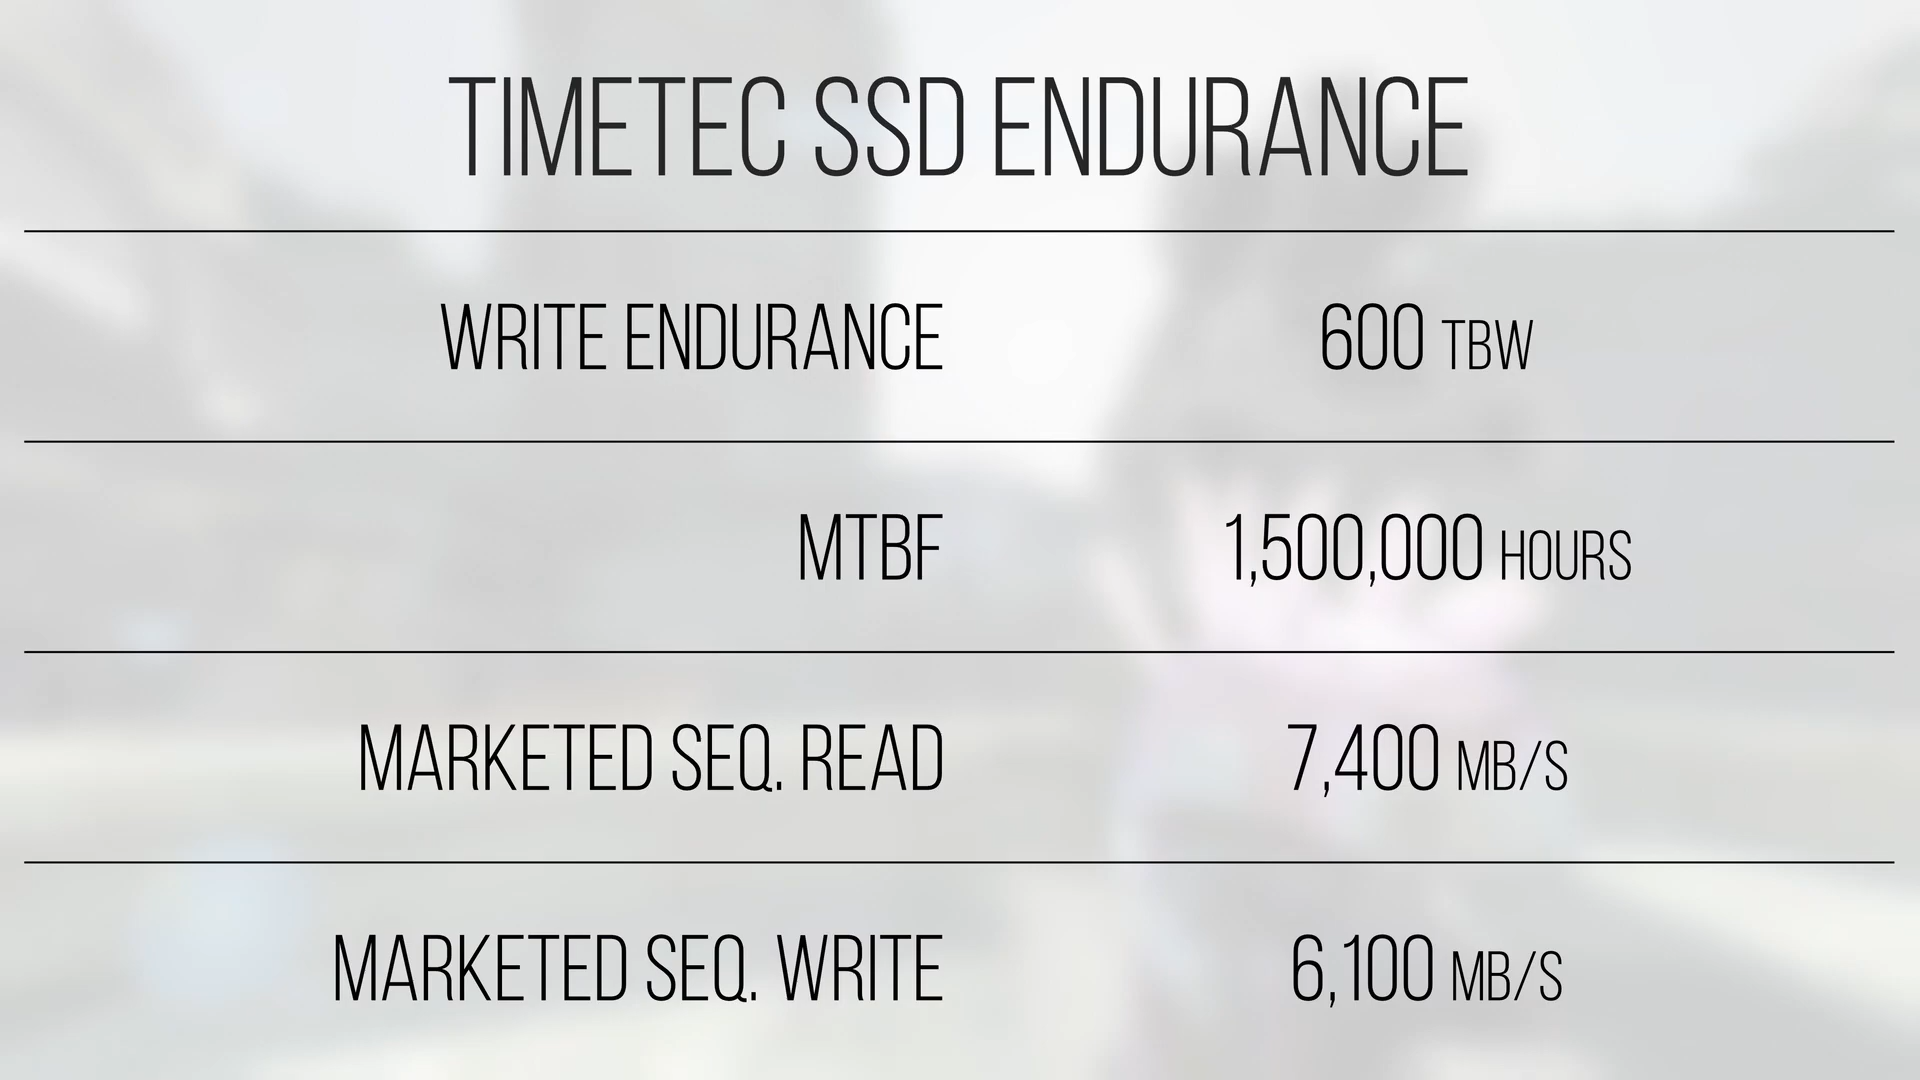 TIMETEC SSD ENDURANCE
WRITE ENDURANCE 600 TBW
MTBF 1,500,000 HOURS
MARKETED SEQ. READ 7,400 MB/S
MARKETED SEQ. WRITE 6,100 MB/S